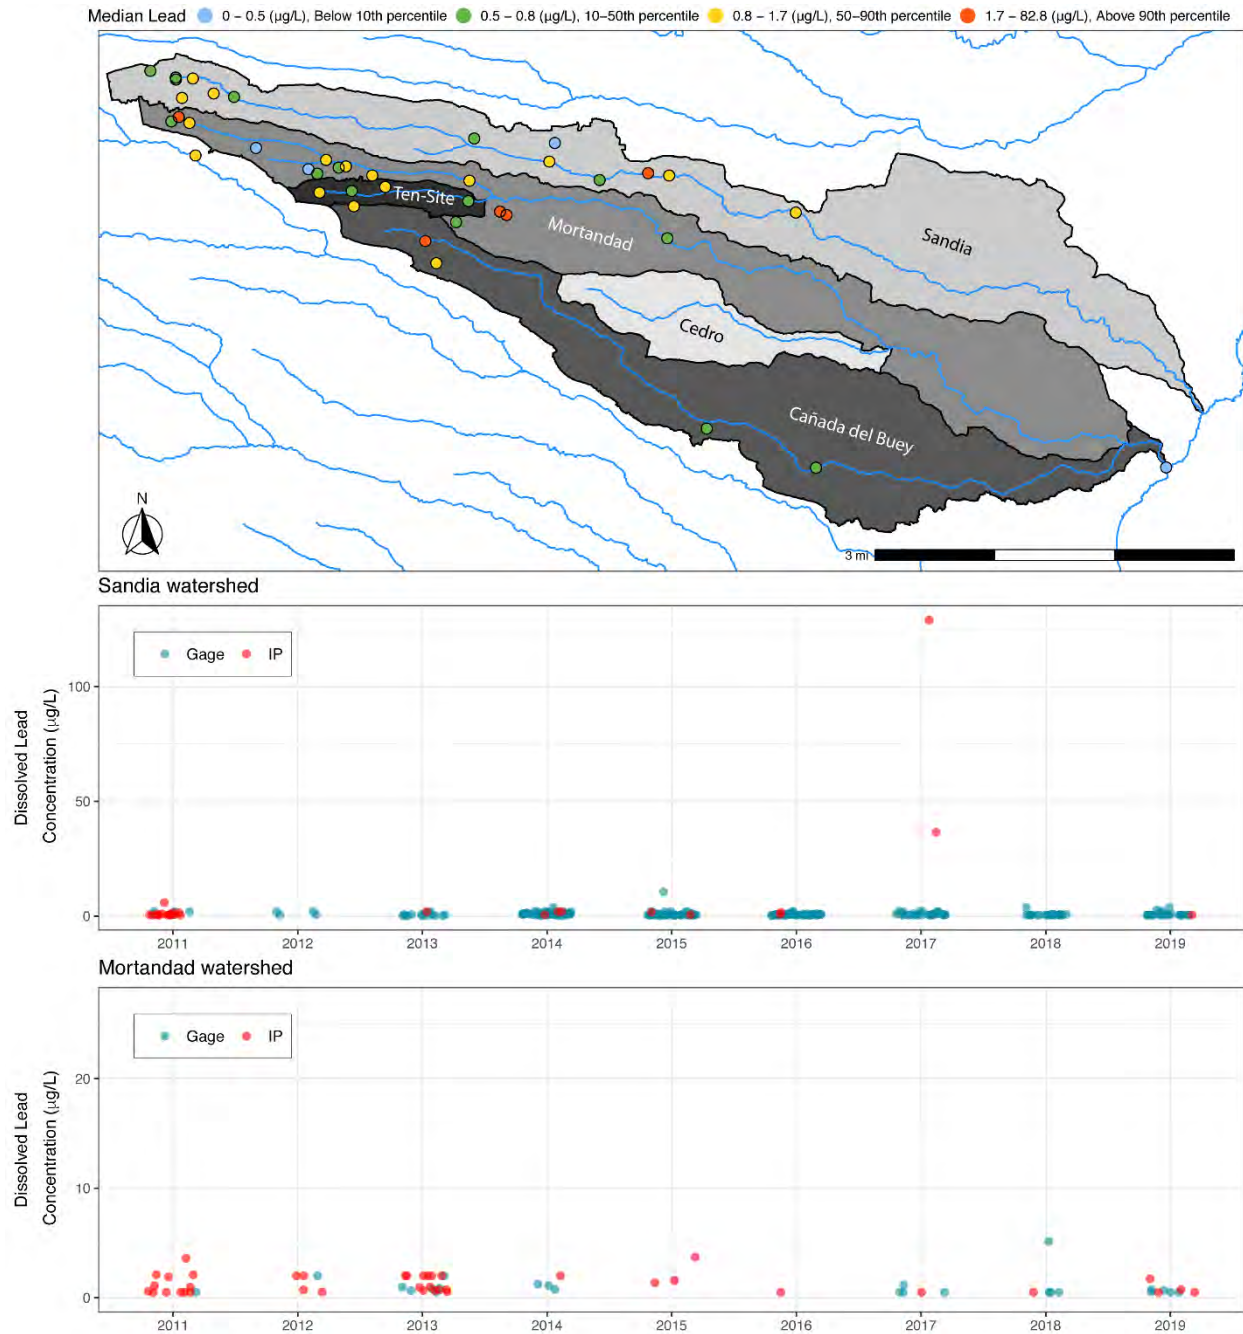 Median Lead 0 – 0.5 (µg/L), Below 10th percentile 0.5 – 0.8 (µg/L), 10–50th percentile 0.8 – 1.7 (µg/L), 50–90th percentile 1.7 – 82.8 (µg/L), Above 90th percentile
Ten-Site
Mortandad
Sandia
Cedro
Cañada del Buey
N
3 mi
Sandia watershed
Gage IP
Dissolved Lead
Concentration (µg/L)
100
50
0
2011 2012 2013 2014 2015 2016 2017 2018 2019
Mortandad watershed
Gage IP
Dissolved Lead
Concentration (µg/L)
20
10
0
2011 2012 2013 2014 2015 2016 2017 2018 2019